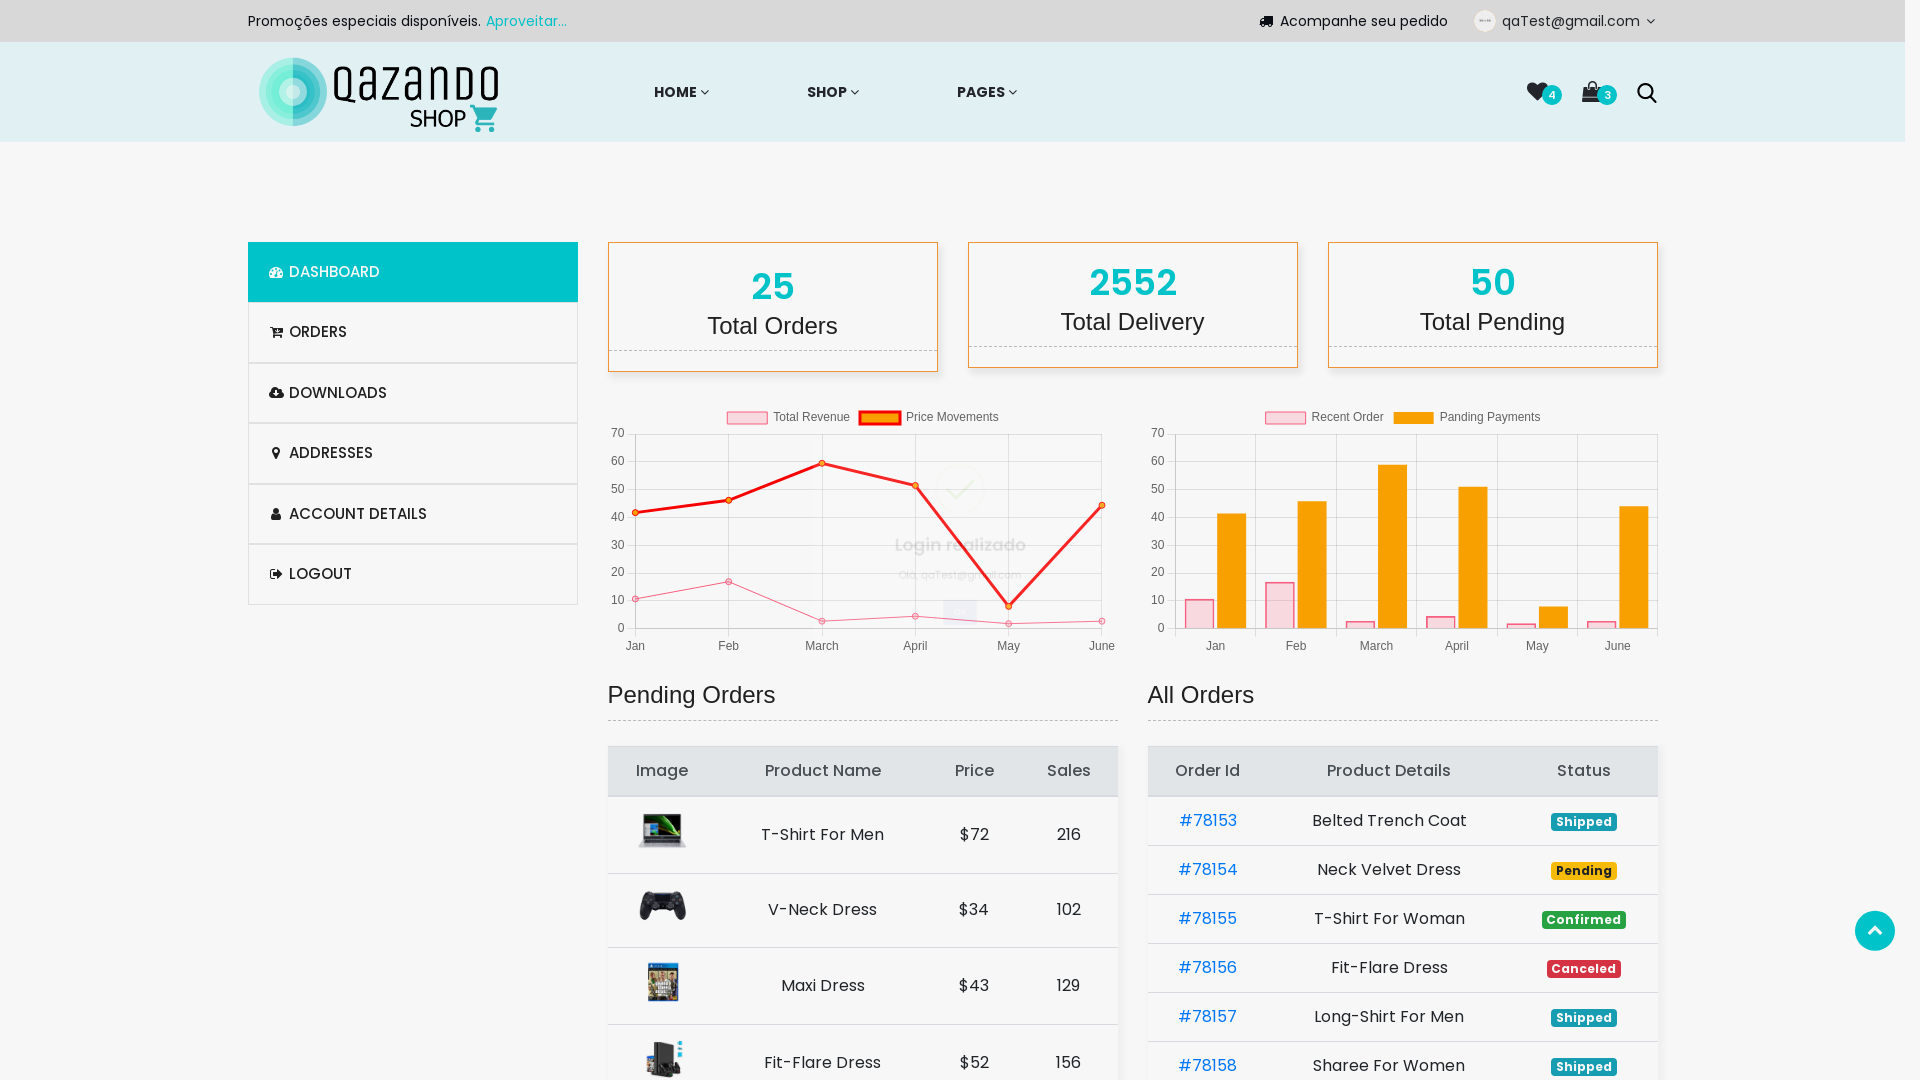 Promoções especiais disponíveis. Aproveitar...
Acompanhe seu pedido
qaTest@gmail.com
QAZANDO
SHOP
HOME
SHOP
PAGES
4
3
DASHBOARD
ORDERS
DOWNLOADS
ADDRESSES
ACCOUNT DETAILS
LOGOUT
25
Total Orders
2552
Total Delivery
50
Total Pending
Total Revenue
Price Movements
70
60
50
40
30
20
10
0
Jan Feb March April May June
Login realizado
Olá, qaTest@gmail.com
OK
Recent Order
Panding Payments
70
60
50
40
30
20
10
0
Jan Feb March April May June
Pending Orders
Image Product Name Price Sales
T-Shirt For Men $72 216
V-Neck Dress $34 102
Maxi Dress $43 129
Fit-Flare Dress $52 156
All Orders
Order Id Product Details Status
#78153 Belted Trench Coat Shipped
#78154 Neck Velvet Dress Pending
#78155 T-Shirt For Woman Confirmed
#78156 Fit-Flare Dress Canceled
#78157 Long-Shirt For Men Shipped
#78158 Sharee For Women Shipped